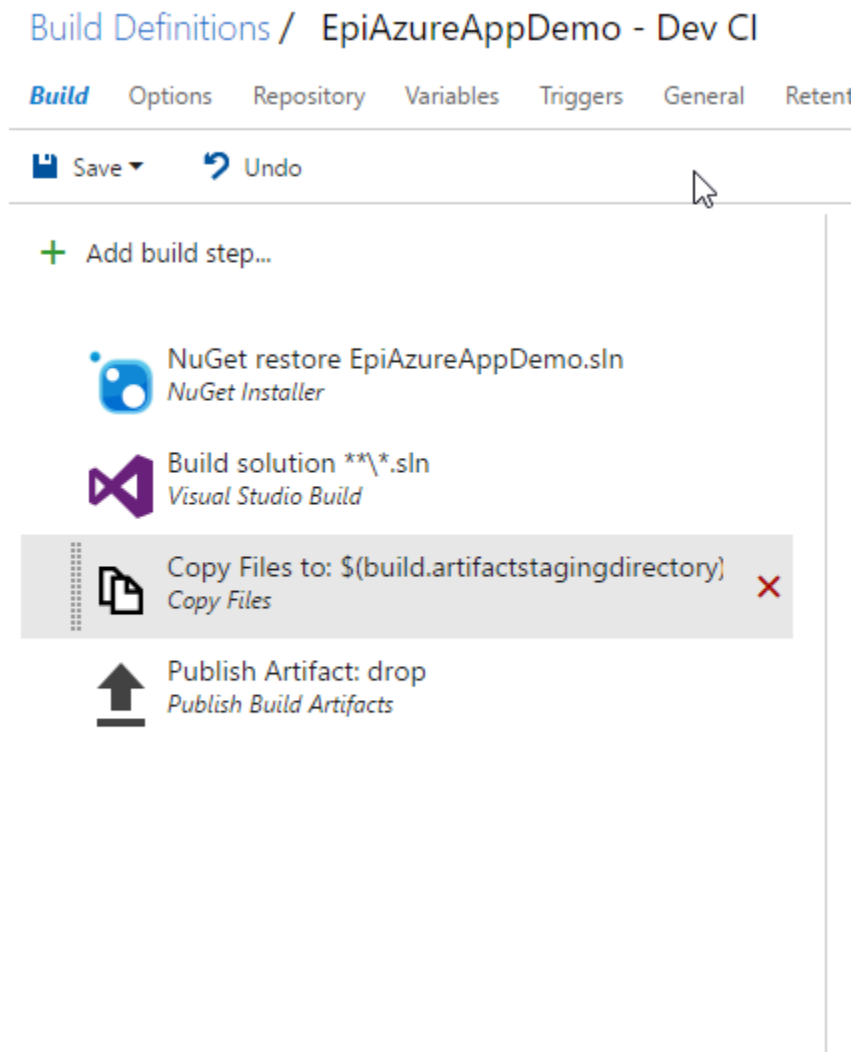 Build Definitions / EpiAzureAppDemo - Dev CI
Build Options Repository Variables Triggers General Retent
Save Undo
+ Add build step...
NuGet restore EpiAzureAppDemo.sln
NuGet Installer
Build solution **\*.sln
Visual Studio Build
Copy Files to: $(build.artifactstagingdirectory)
Copy Files
Publish Artifact: drop
Publish Build Artifacts